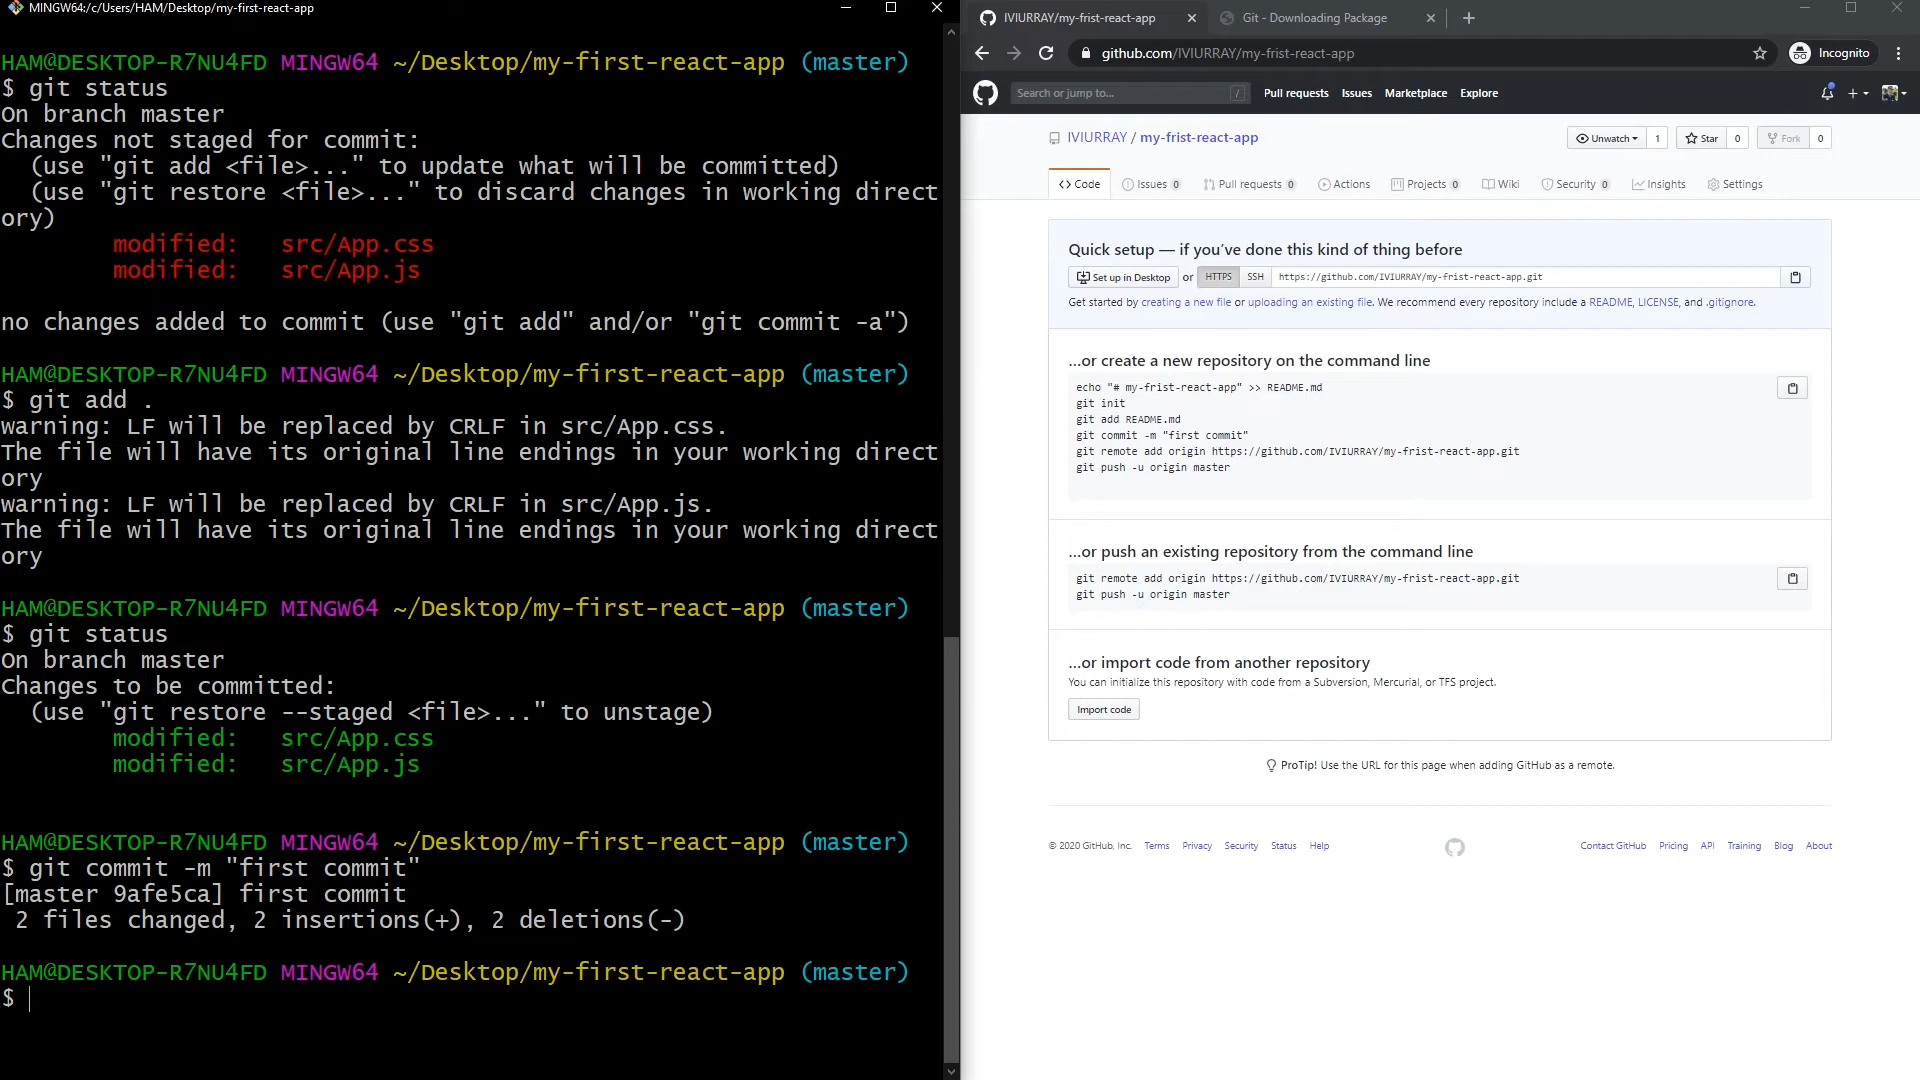 MINGW64:/c/Users/HAM/Desktop/my-first-react-app
HAM@DESKTOP-R7NU4FD MINGW64 ~/Desktop/my-first-react-app (master)
$ git status
On branch master
Changes not staged for commit:
(use "git add <file>..." to update what will be committed)
(use "git restore <file>..." to discard changes in working direct
ory)
modified: src/App.css
modified: src/App.js
no changes added to commit (use "git add" and/or "git commit -a")
HAM@DESKTOP-R7NU4FD MINGW64 ~/Desktop/my-first-react-app (master)
$ git add .
warning: LF will be replaced by CRLF in src/App.css.
The file will have its original line endings in your working direct
ory
warning: LF will be replaced by CRLF in src/App.js.
The file will have its original line endings in your working direct
ory
HAM@DESKTOP-R7NU4FD MINGW64 ~/Desktop/my-first-react-app (master)
$ git status
On branch master
Changes to be committed:
(use "git restore --staged <file>..." to unstage)
modified: src/App.css
modified: src/App.js
HAM@DESKTOP-R7NU4FD MINGW64 ~/Desktop/my-first-react-app (master)
$ git commit -m "first commit"
[master 9afe5ca] first commit
2 files changed, 2 insertions(+), 2 deletions(-)
HAM@DESKTOP-R7NU4FD MINGW64 ~/Desktop/my-first-react-app (master)
$
IVIURRAY/my-frist-react-app
Git - Downloading Package
github.com/IVIURRAY/my-frist-react-app
Incognito
Search or jump to... /
Pull requests Issues Marketplace Explore
IVIURRAY / my-frist-react-app
Unwatch 1 Star 0 Fork 0
Code Issues 0 Pull requests 0 Actions Projects 0 Wiki Security 0 Insights Settings
Quick setup — if you’ve done this kind of thing before
Set up in Desktop or HTTPS SSH https://github.com/IVIURRAY/my-frist-react-app.git
Get started by creating a new file or uploading an existing file. We recommend every repository include a README, LICENSE, and .gitignore.
…or create a new repository on the command line
echo "# my-frist-react-app" >> README.md
git init
git add README.md
git commit -m "first commit"
git remote add origin https://github.com/IVIURRAY/my-frist-react-app.git
git push -u origin master
…or push an existing repository from the command line
git remote add origin https://github.com/IVIURRAY/my-frist-react-app.git
git push -u origin master
…or import code from another repository
You can initialize this repository with code from a Subversion, Mercurial, or TFS project.
Import code
ProTip! Use the URL for this page when adding GitHub as a remote.
© 2020 GitHub, Inc. Terms Privacy Security Status Help
Contact GitHub Pricing API Training Blog About